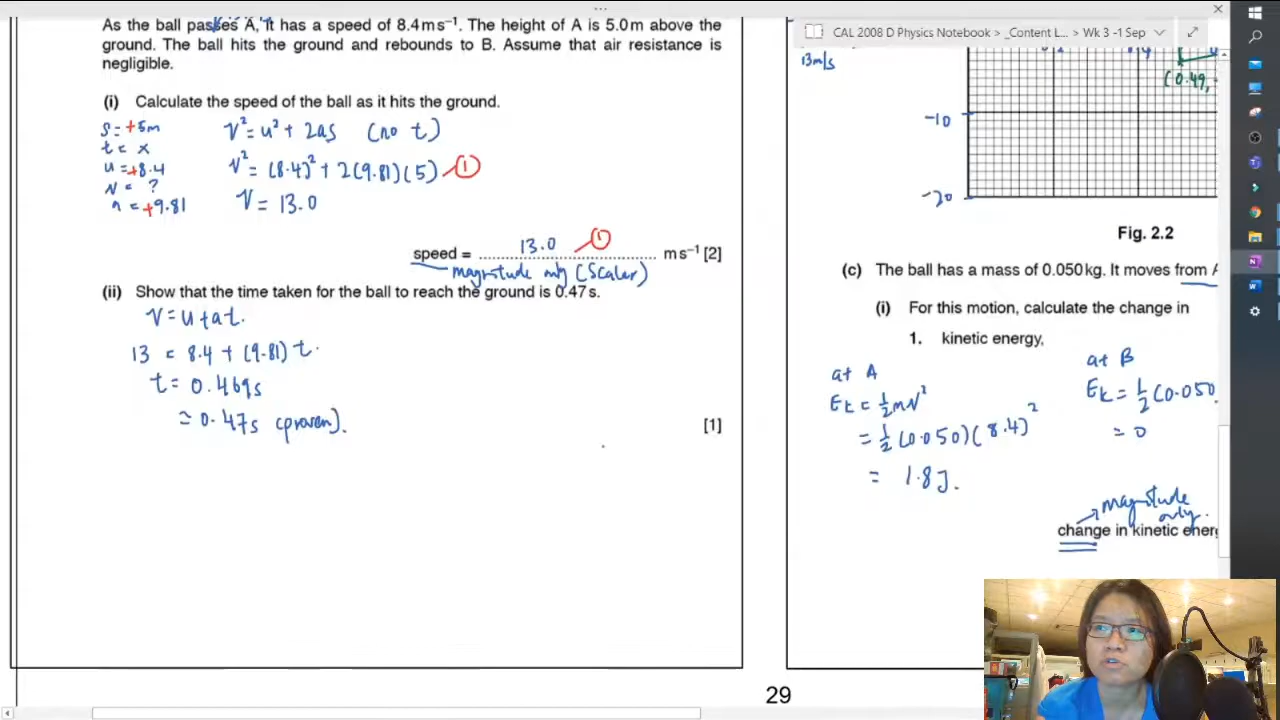 As the ball passes A, it has a speed of 8.4 m s⁻¹. The height of A is 5.0 m above the
ground. The ball hits the ground and rebounds to B. Assume that air resistance is
negligible.
(i) Calculate the speed of the ball as it hits the ground.
s = +5m
t = x
u = +8.4
v = ?
a = +9.81
v² = u² + 2as (no t)
v² = (8.4)² + 2(9.81)(5) ①
v = 13.0
speed = 13.0 ① m s⁻¹ [2]
magnitude only (Scalar)
(ii) Show that the time taken for the ball to reach the ground is 0.47 s.
v = u + at.
13 = 8.4 + (9.81) t.
t = 0.469s
= 0.47s (proven).
[1]
29
CAL 2008 D Physics Notebook > _Content L... > Wk 3 -1 Sep
13m/s
(0.49,
-10
-20
Fig. 2.2
(c) The ball has a mass of 0.050 kg. It moves from A
(i) For this motion, calculate the change in
1. kinetic energy,
at A
Ek = ½mv²
= ½ (0.050)(8.4)²
= 1.8J.
at B
Ek = ½ (0.050
= 0
magnitude
only.
change in kinetic energ